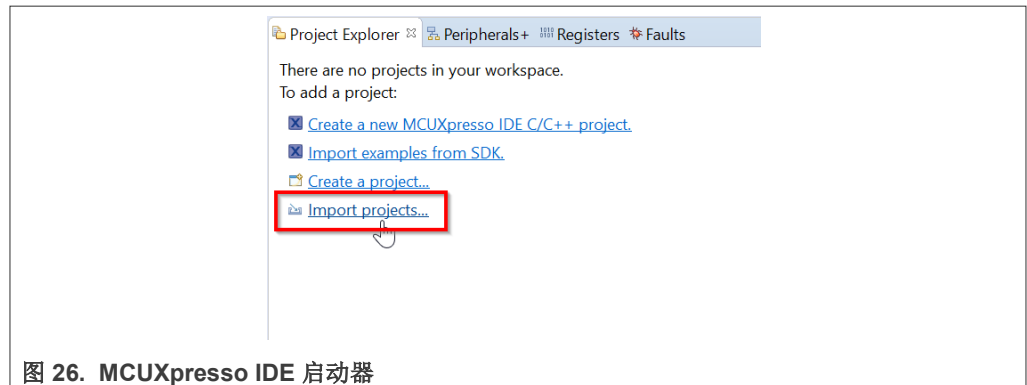 Project Explorer Peripherals+ Registers Faults
There are no projects in your workspace.
To add a project:
Create a new MCUXpresso IDE C/C++ project.
Import examples from SDK.
Create a project...
Import projects...
图 26. MCUXpresso IDE 启动器